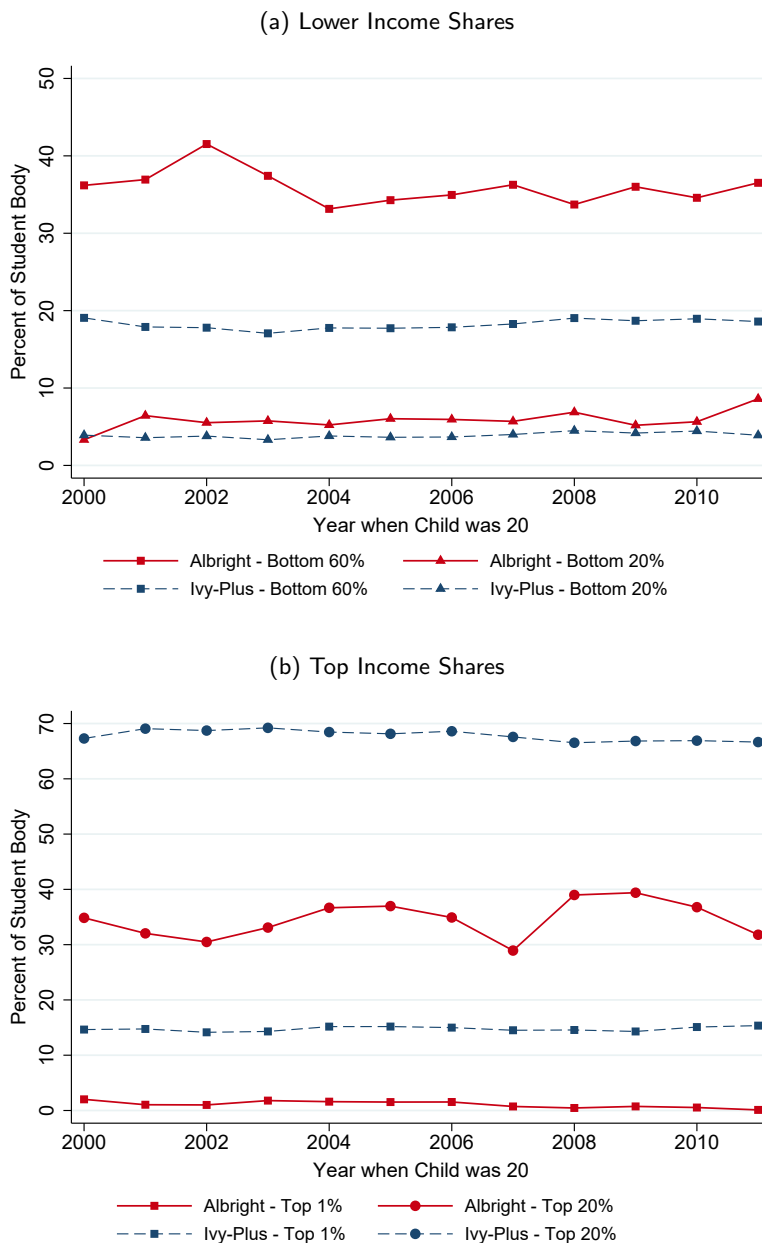 (a) Lower Income Shares
50
40
30
20
10
0
Percent of Student Body
2000 2002 2004 2006 2008 2010
Year when Child was 20
Albright - Bottom 60% Albright - Bottom 20%
Ivy-Plus - Bottom 60% Ivy-Plus - Bottom 20%
(b) Top Income Shares
70
60
50
40
30
20
10
0
Percent of Student Body
2000 2002 2004 2006 2008 2010
Year when Child was 20
Albright - Top 1% Albright - Top 20%
Ivy-Plus - Top 1% Ivy-Plus - Top 20%